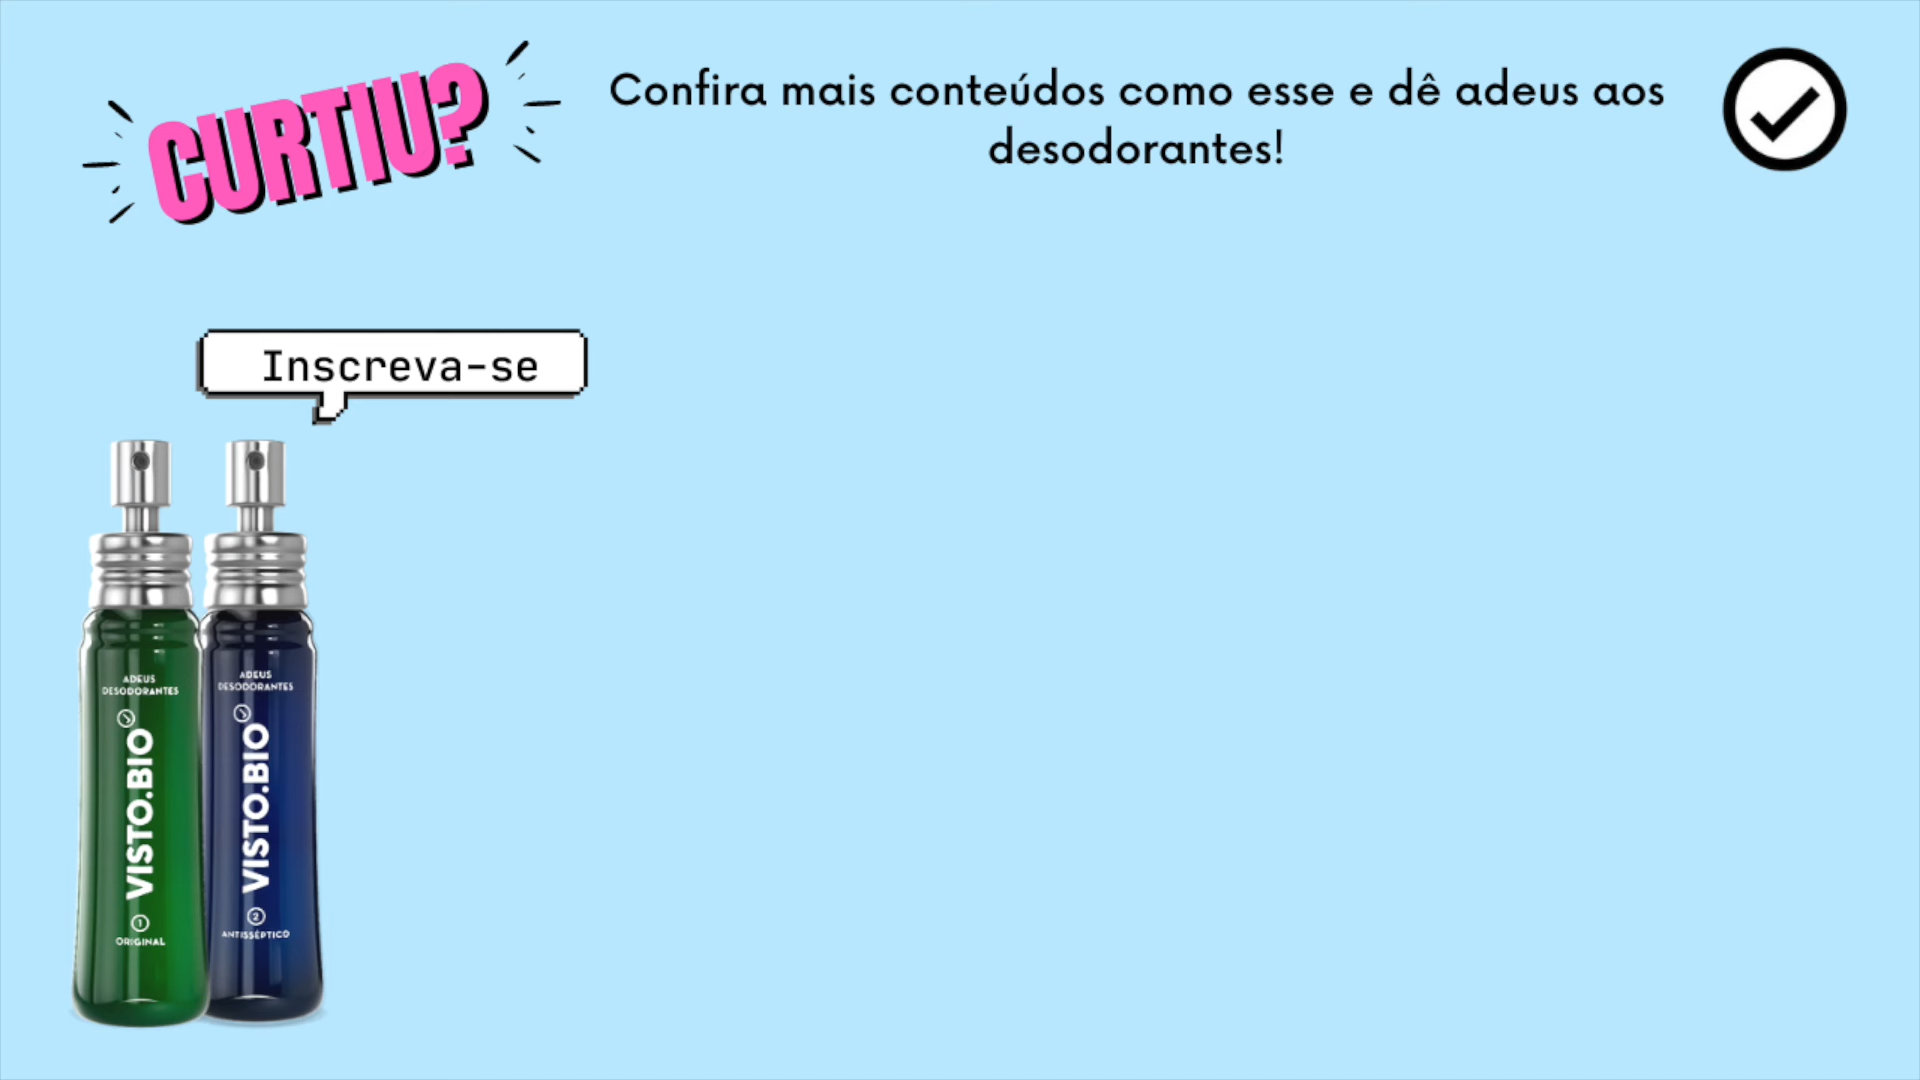 CURTIU?
Confira mais conteúdos como esse e dê adeus aos
desodorantes!
Inscreva-se
ADEUS
DESODORANTES
VISTO.BIO
1
ORIGINAL
ADEUS
DESODORANTES
VISTO.BIO
2
ANTISSÉPTICO